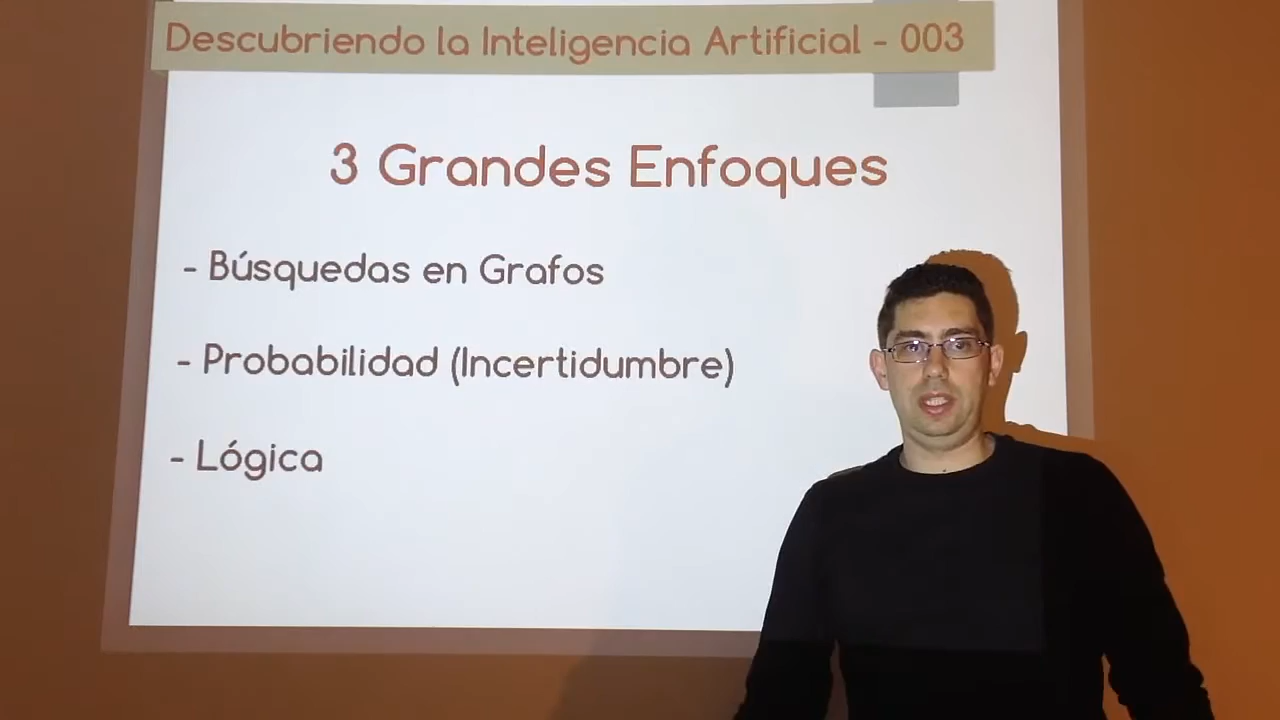 Descubriendo la Inteligencia Artificial - 003
3 Grandes Enfoques
- Búsquedas en Grafos
- Probabilidad (Incertidumbre)
- Lógica